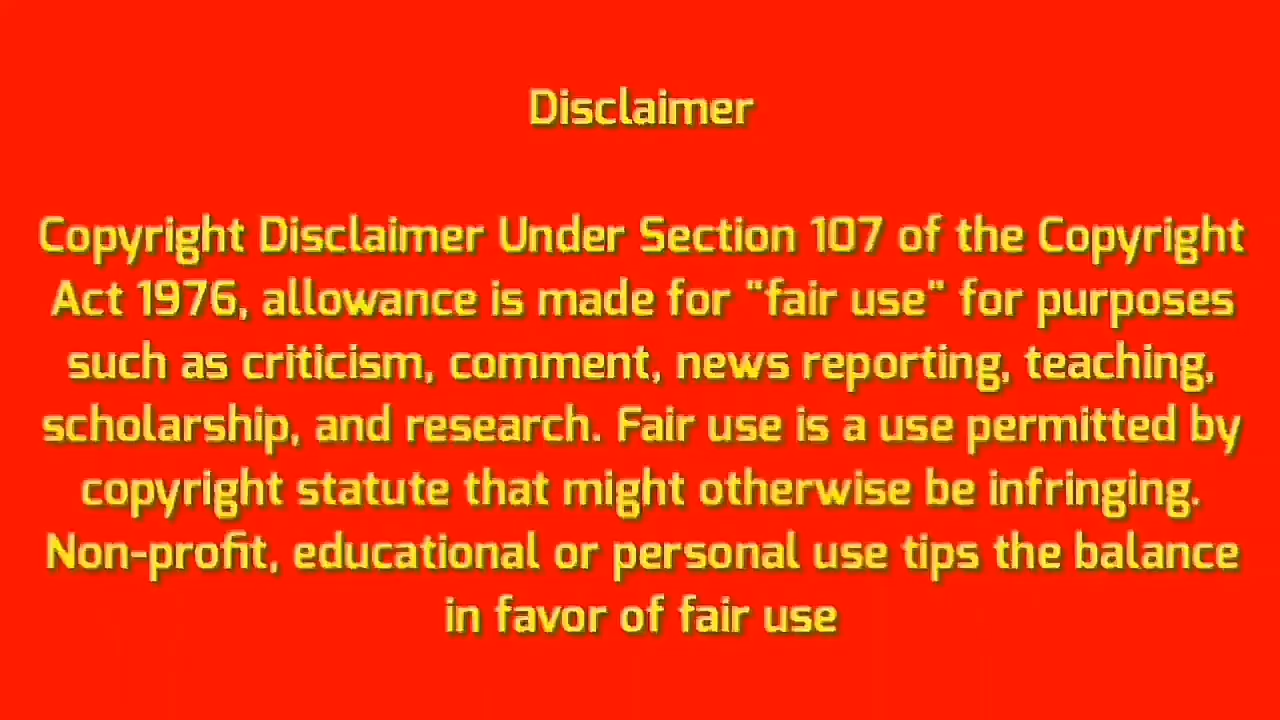 Disclaimer
Copyright Disclaimer Under Section 107 of the Copyright
Act 1976, allowance is made for "fair use" for purposes
such as criticism, comment, news reporting, teaching,
scholarship, and research. Fair use is a use permitted by
copyright statute that might otherwise be infringing.
Non-profit, educational or personal use tips the balance
in favor of fair use